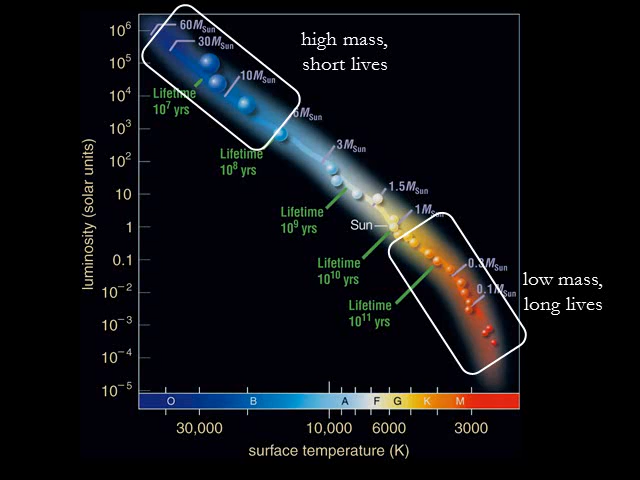 10⁶
60MSun
30MSun
high mass,
short lives
10⁵
10MSun
10⁴
Lifetime
10⁷ yrs
6MSun
10³
3MSun
Lifetime
10⁸ yrs
10²
1.5MSun
10
Lifetime
10⁹ yrs
1MSun
Sun
1
luminosity (solar units)
Lifetime
10¹⁰ yrs
0.3MSun
0.1
low mass,
long lives
0.1MSun
10⁻²
Lifetime
10¹¹ yrs
10⁻³
10⁻⁴
10⁻⁵
O B A F G K M
30,000 10,000 6000 3000
surface temperature (K)